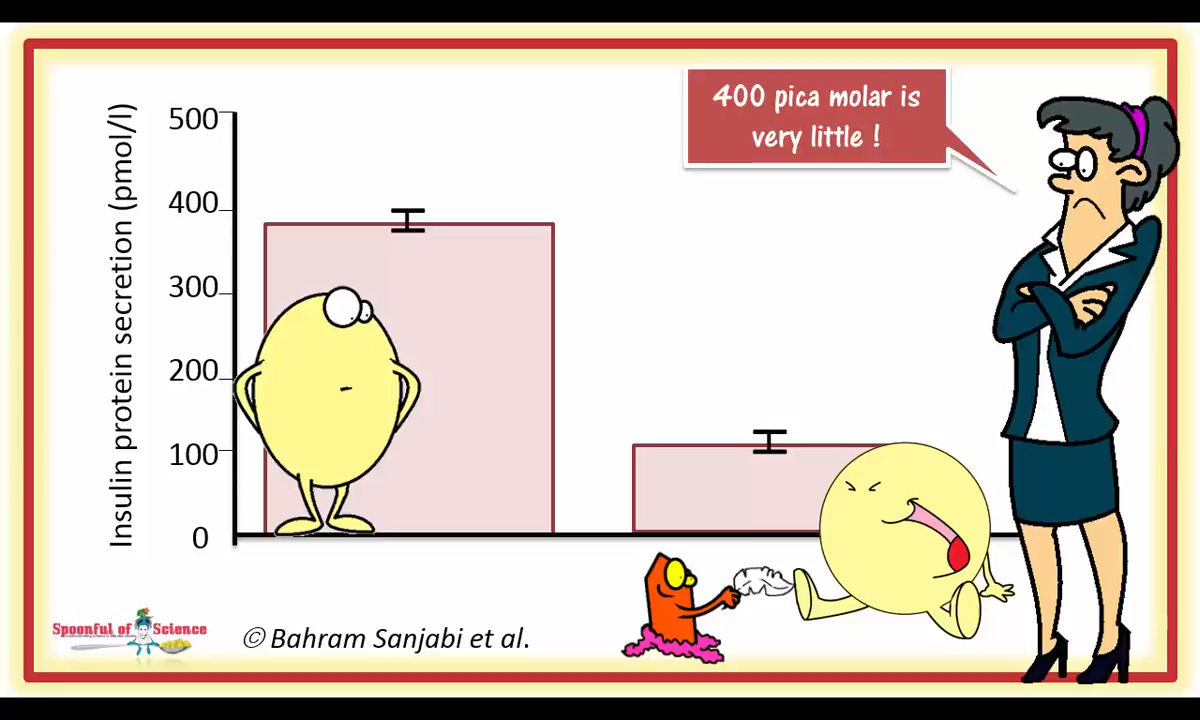 400 pica molar is
very little !
Insulin protein secretion (pmol/l)
500
400
300
200
100
0
Spoonful of Science
© Bahram Sanjabi et al.